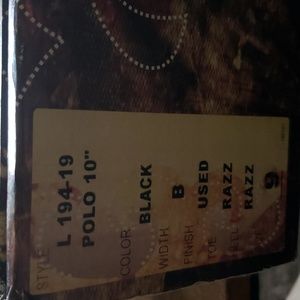 STYLE
L 194-19
POLO 10"
COLOR
BLACK
WIDTH
B
FINISH
USED
TOE
RAZZ
RAZZ
9